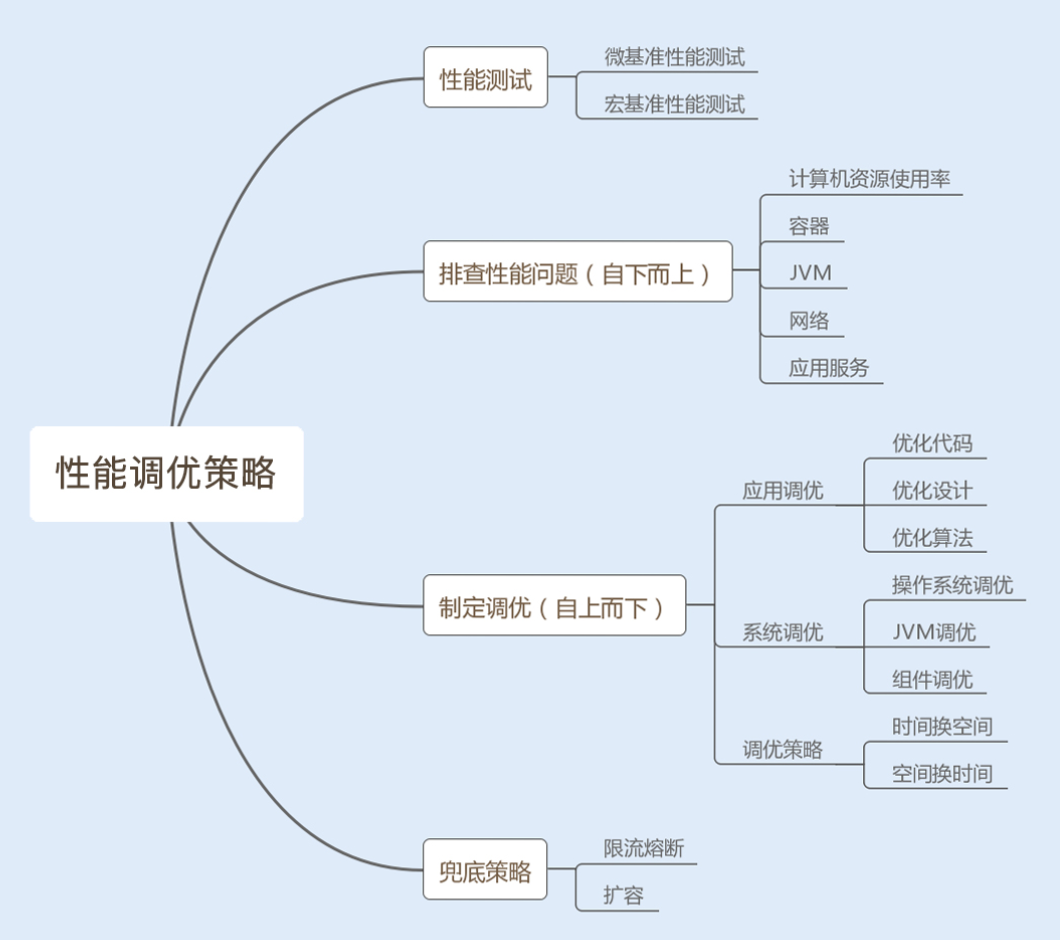 性能调优策略
性能测试
微基准性能测试
宏基准性能测试
排查性能问题（自下而上）
计算机资源使用率
容器
JVM
网络
应用服务
制定调优（自上而下）
应用调优
优化代码
优化设计
优化算法
系统调优
操作系统调优
JVM调优
组件调优
调优策略
时间换空间
空间换时间
兜底策略
限流熔断
扩容